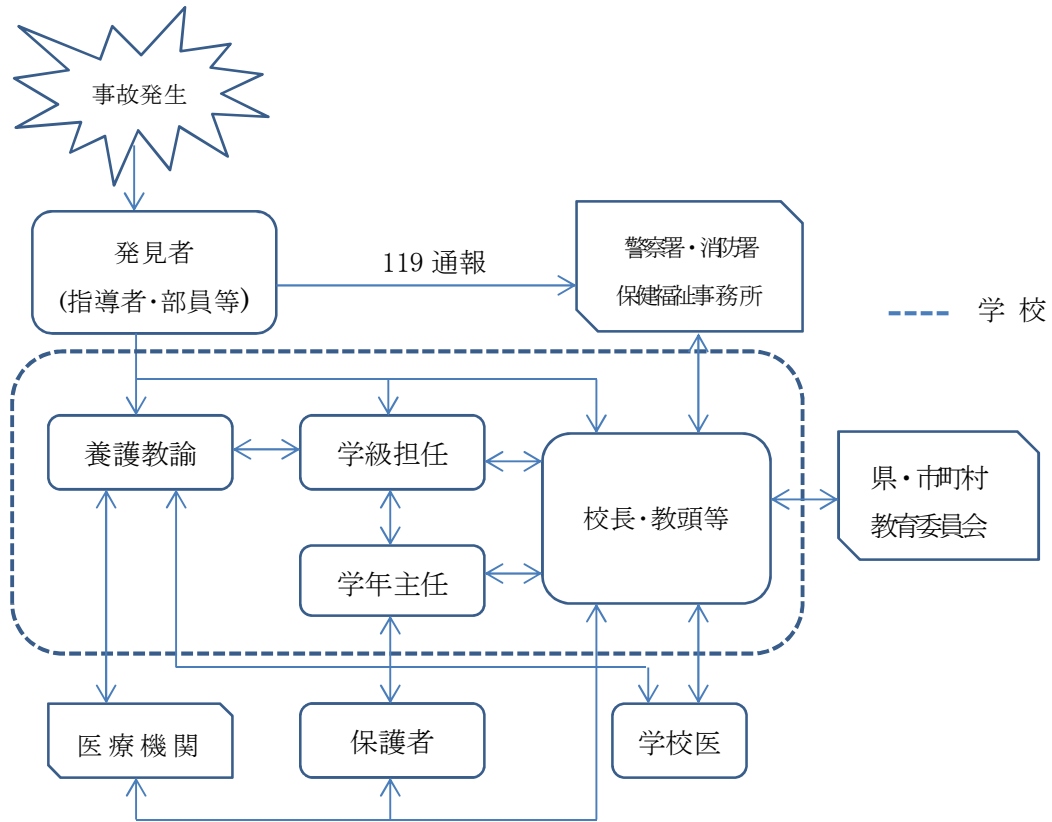 事故発生
発見者
(指導者・部員等)
119 通報
警察署・消防署
保健福祉事務所
学 校
養護教諭
学級担任
校長・教頭等
県・市町村
教育委員会
学年主任
医 療 機 関
保護者
学校医